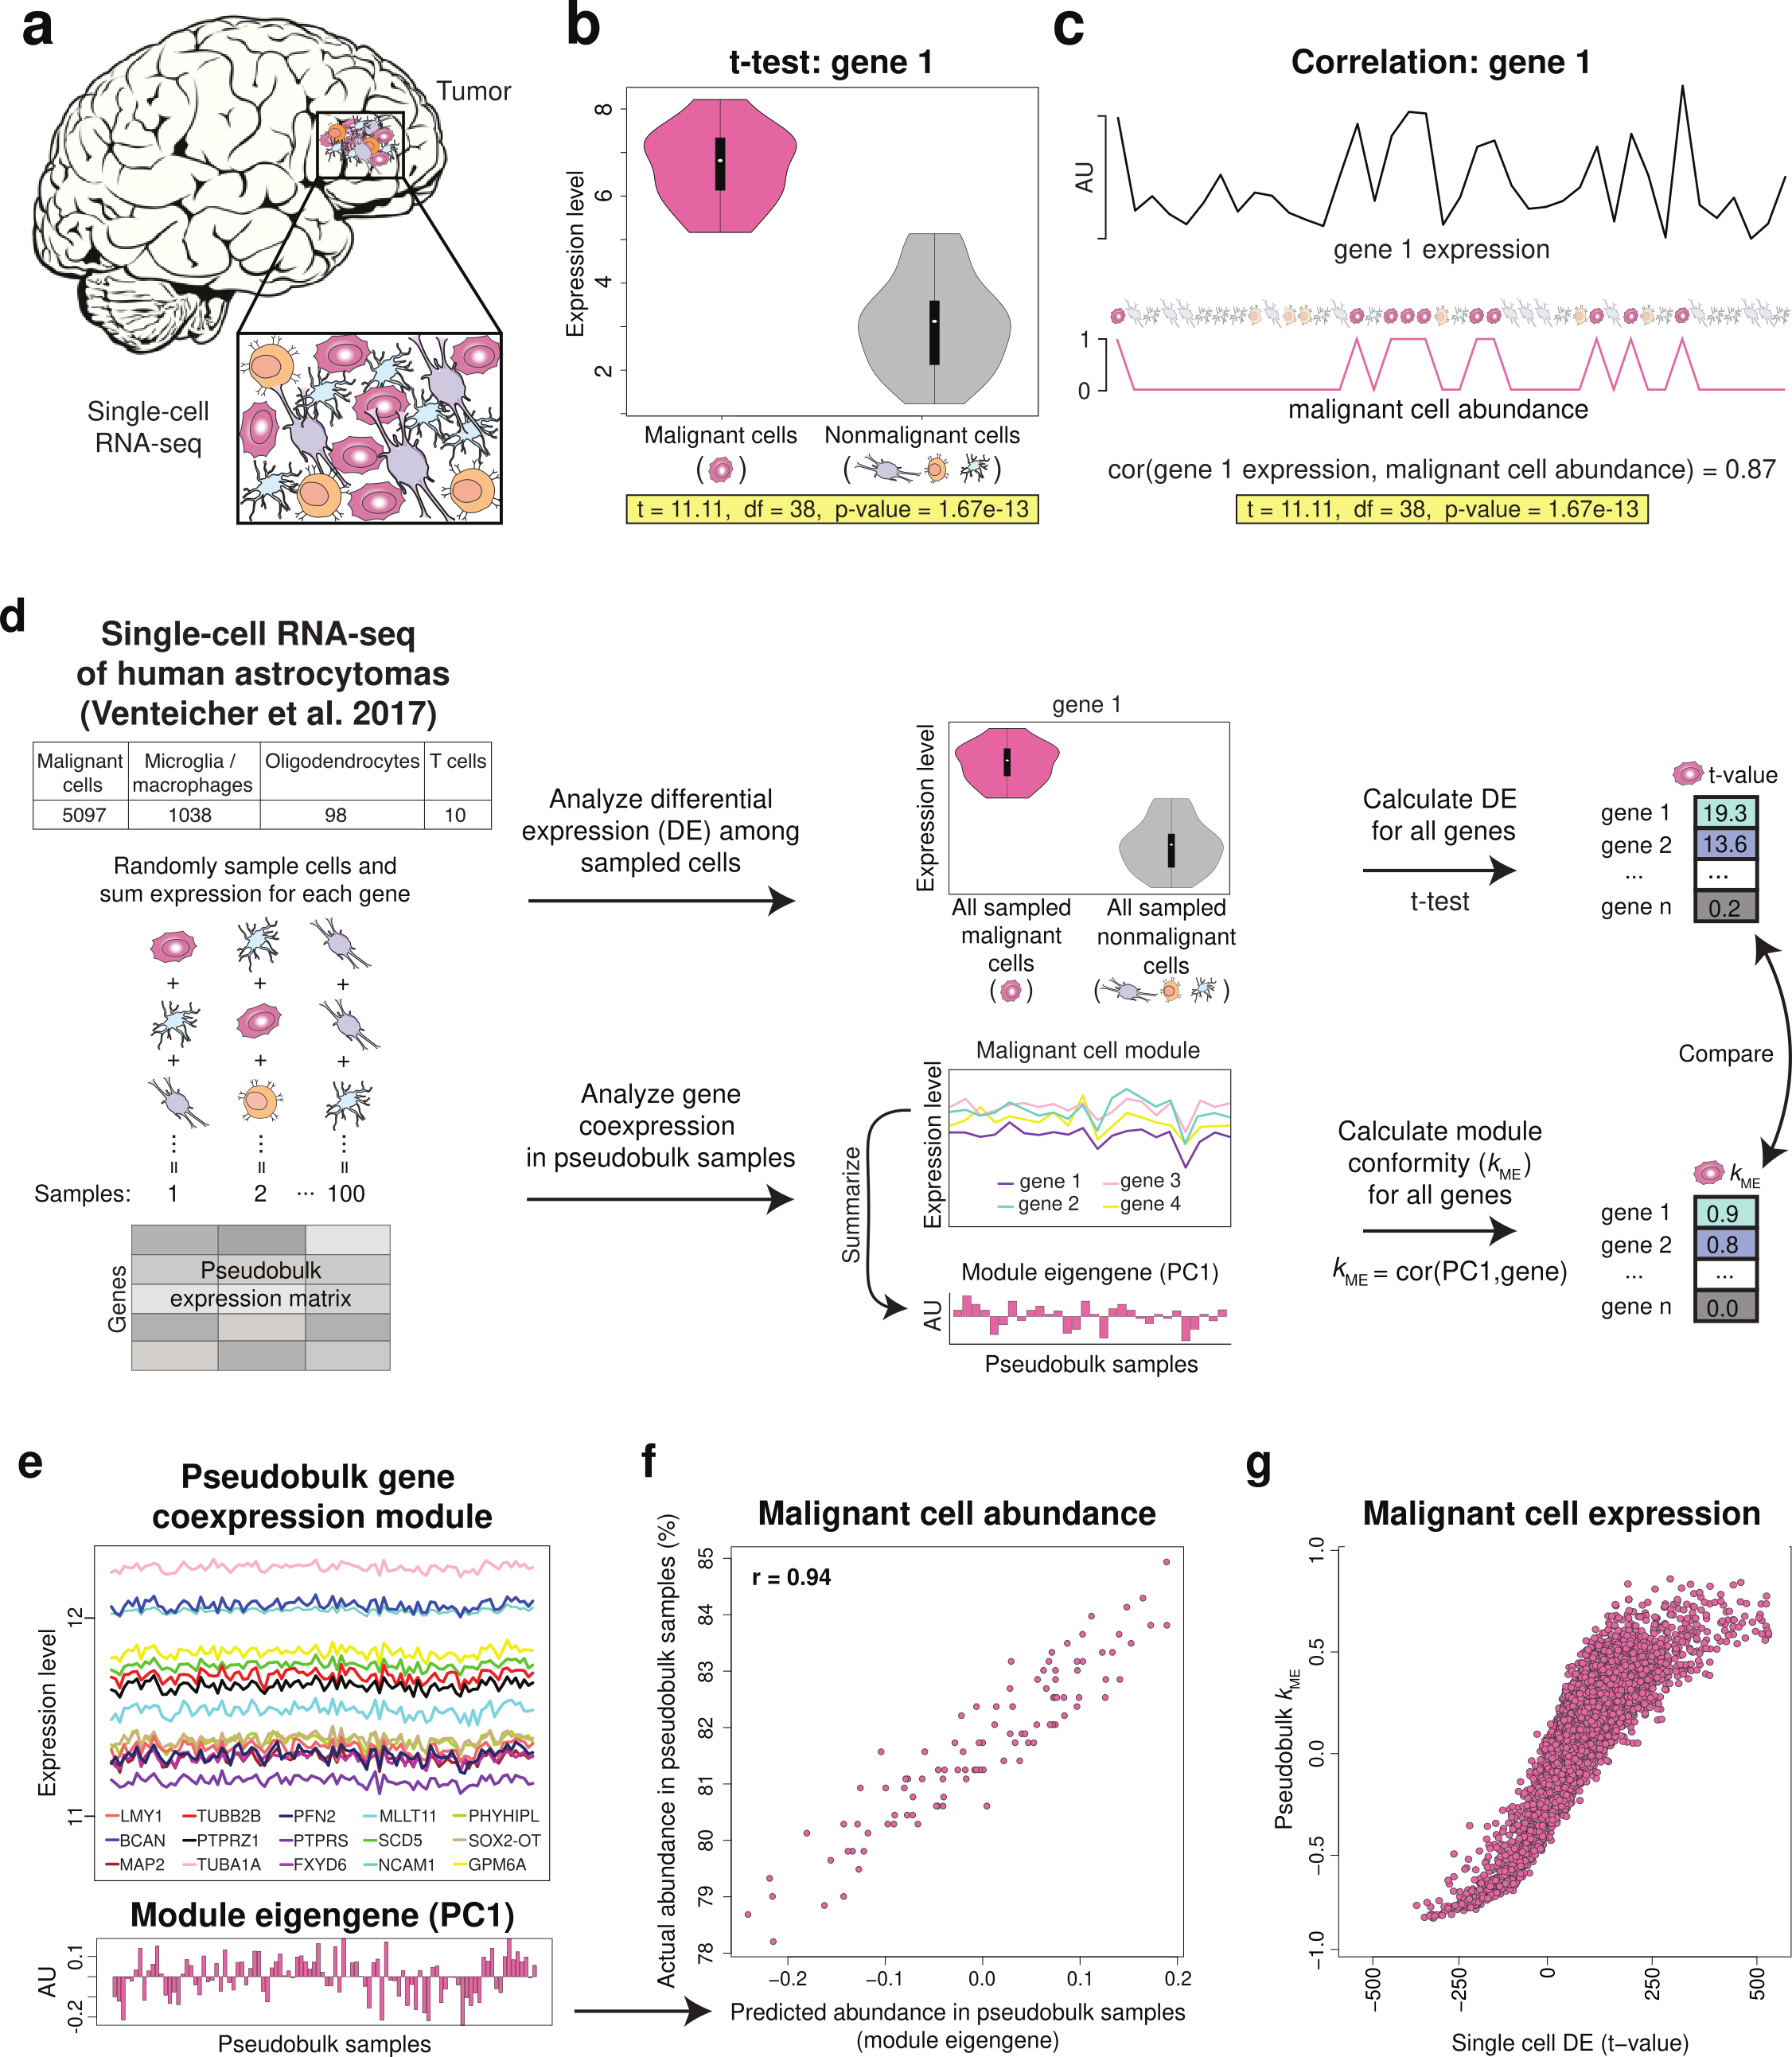 a
Tumor
Single-cell
RNA-seq
b
t-test: gene 1
Expression level
8
6
4
2
Malignant cells
Nonmalignant cells
( )
( )
t = 11.11, df = 38, p-value = 1.67e-13
c
Correlation: gene 1
AU
gene 1 expression
1
0
malignant cell abundance
cor(gene 1 expression, malignant cell abundance) = 0.87
t = 11.11, df = 38, p-value = 1.67e-13
d
Single-cell RNA-seq
of human astrocytomas
(Venteicher et al. 2017)
Malignant cells
Microglia / macrophages
Oligodendrocytes
T cells
5097
1038
98
10
Randomly sample cells and
sum expression for each gene
+ + +
+ + +
... ... ...
= = =
Samples: 1 2 ... 100
Genes
Pseudobulk
expression matrix
Analyze differential
expression (DE) among
sampled cells
gene 1
Expression level
All sampled
malignant
cells
( )
All sampled
nonmalignant
cells
( )
Calculate DE
for all genes
t-test
t-value
gene 1 19.3
gene 2 13.6
... ...
gene n 0.2
Compare
Analyze gene
coexpression
in pseudobulk samples
Malignant cell module
Expression level
gene 1
gene 3
gene 2
gene 4
Summarize
Module eigengene (PC1)
AU
Pseudobulk samples
Calculate module
conformity (kME)
for all genes
kME = cor(PC1,gene)
kME
gene 1 0.9
gene 2 0.8
... ...
gene n 0.0
e
Pseudobulk gene
coexpression module
Expression level
12
11
LMY1 TUBB2B PFN2 MLLT11 PHYHIPL
BCAN PTPRZ1 PTPRS SCD5 SOX2-OT
MAP2 TUBA1A FXYD6 NCAM1 GPM6A
Module eigengene (PC1)
AU
0.1
-0.2
Pseudobulk samples
f
Malignant cell abundance
Actual abundance in pseudobulk samples (%)
r = 0.94
85
84
83
82
81
80
79
78
−0.2 −0.1 0.0 0.1 0.2
Predicted abundance in pseudobulk samples
(module eigengene)
g
Malignant cell expression
Pseudobulk kME
1.0
0.5
0.0
−0.5
−1.0
−500 −250 0 250 500
Single cell DE (t−value)